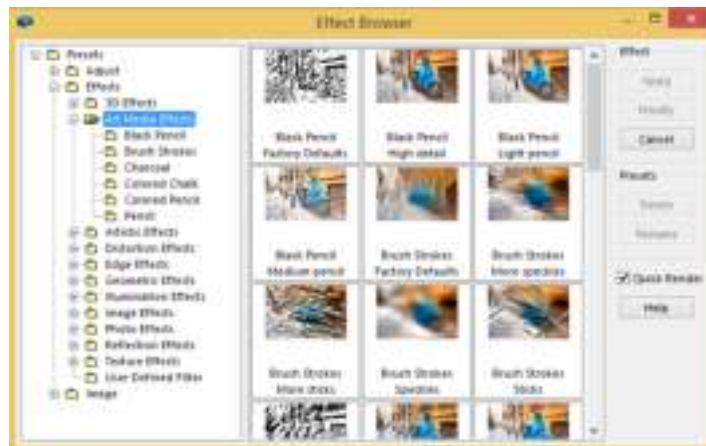 Effect Browser
Presets
Adjust
Effects
3D Effects
Art Media Effects
Black Pencil
Brush Strokes
Charcoal
Colored Chalk
Colored Pencil
Pencil
Artistic Effects
Distortion Effects
Edge Effects
Geometric Effects
Illumination Effects
Image Effects
Photo Effects
Reflection Effects
Texture Effects
User Defined Filter
Image
Black Pencil
Factory Defaults
Black Pencil
High detail
Black Pencil
Light pencil
Black Pencil
Medium pencil
Brush Strokes
Factory Defaults
Brush Strokes
More speckles
Brush Strokes
More sticks
Brush Strokes
Speckles
Brush Strokes
Sticks
Effect
Apply
Modify
Cancel
Presets
Delete
Rename
Quick Render
Help